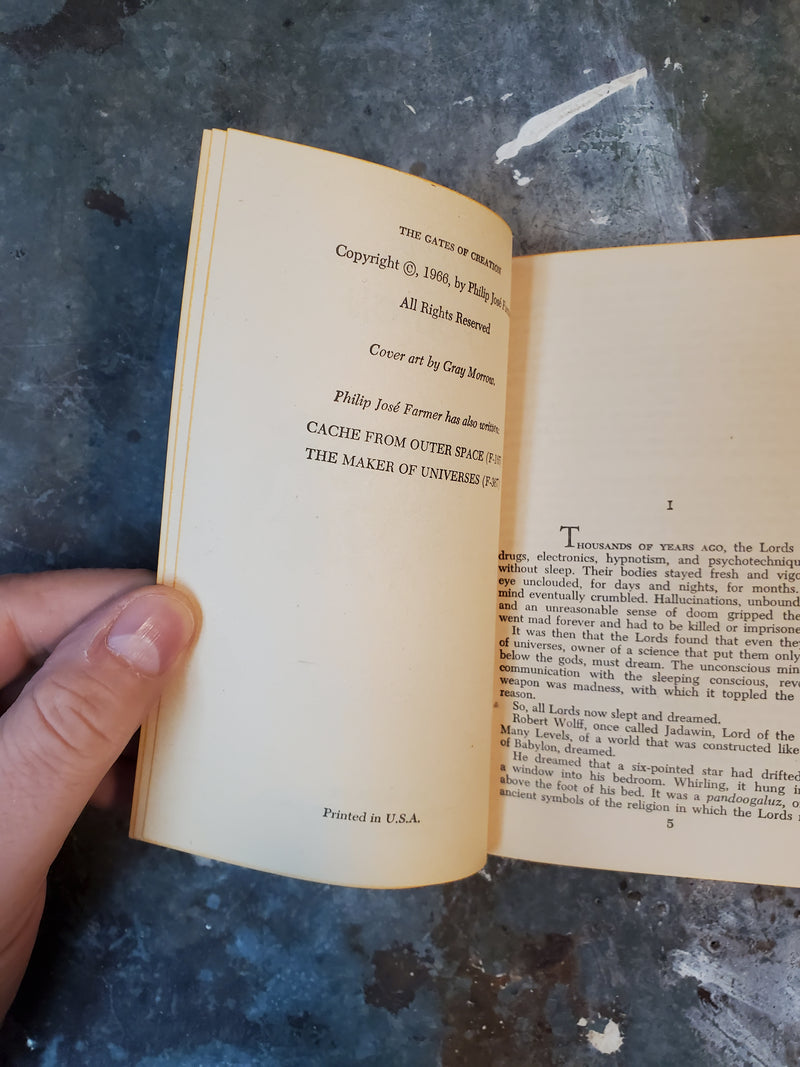 THE GATES OF CREATION
Copyright ©, 1966, by Philip José
All Rights Reserved
Cover art by Gray Morrow.
Philip José Farmer has also written:
CACHE FROM OUTER SPACE
THE MAKER OF UNIVERSES (F-367)
Printed in U.S.A.
I
THOUSANDS OF YEARS AGO, the Lords
drugs, electronics, hypnotism, and
without sleep. Their bodies stayed fresh and
eye unclouded, for days and nights, for months.
mind eventually crumbled. Hallucinations,
and an unreasonable sense of doom gripped
went mad forever and had to be killed or
It was then that the Lords found that even
of universes, owner of a science that put them only
below the gods, must dream. The unconscious
communication with the sleeping conscious,
weapon was madness, with which it toppled the
reason.
So, all Lords now slept and dreamed.
Robert Wolff, once called Jadawin, Lord of the
Many Levels, of a world that was constructed like
of Babylon, dreamed.
He dreamed that a six-pointed star had drifted
a window into his bedroom. Whirling, it hung
above the foot of his bed. It was a pandoogaluz,
ancient symbols of the religion in which the Lords
5